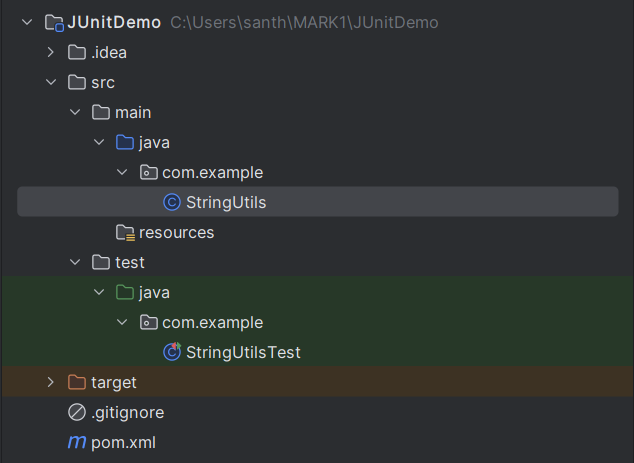 JUnitDemo C:\Users\santh\MARK1\JUnitDemo
.idea
src
main
java
com.example
StringUtils
resources
test
java
com.example
StringUtilsTest
target
.gitignore
pom.xml